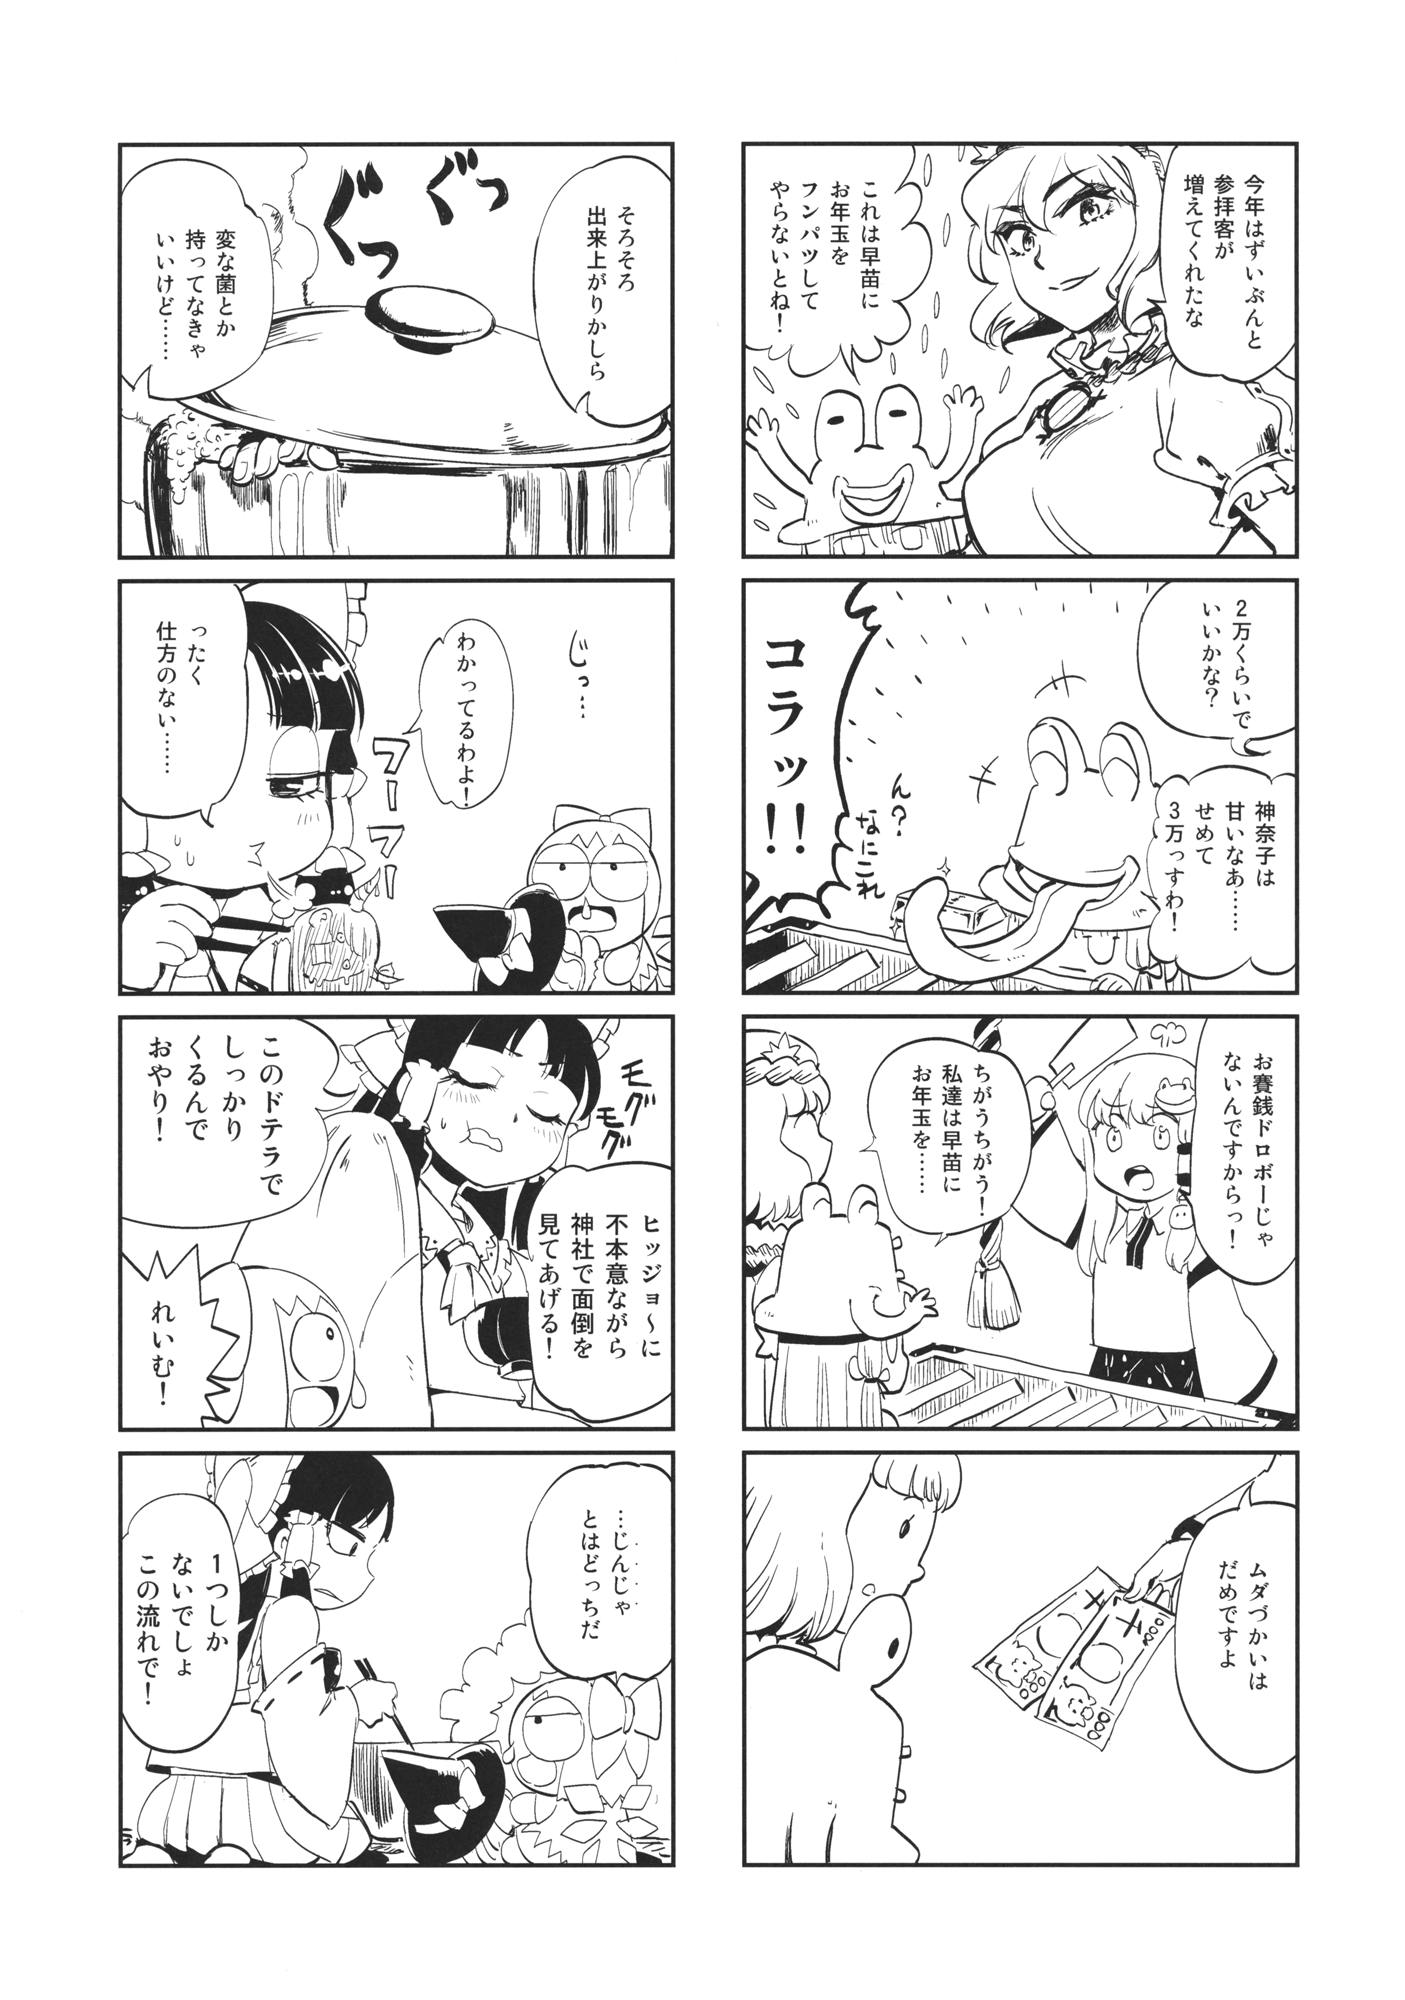 今年はずいぶんと
参拝客が
増えてくれたな
これは早苗に
お年玉を
フンパツして
やらないとね!
2万くらいで
いいかな?
神奈子は
甘いなあ……
せめて
3万っすわ!
ん?
なにこれ
コラッ!!
お賽銭ドロボーじゃ
ないんですからっ!
ちがうちがう!
私達は早苗に
お年玉を……
ムダづかいは
だめですよ
そろそろ
出来上がりかしら
ぐっ
ぐっ
変な菌とか
持ってなきゃ
いいけど……
じっ…
わかってるわよ!
フーフー
ったく
仕方のない……
モグモグ
ヒッジョ〜に
不本意ながら
神社で面倒を
見てあげる!
このドテラで
しっかり
くるんで
おやり!
れいむ!
…じんじゃ
とはどっちだ
1つしか
ないでしょ
この流れで!